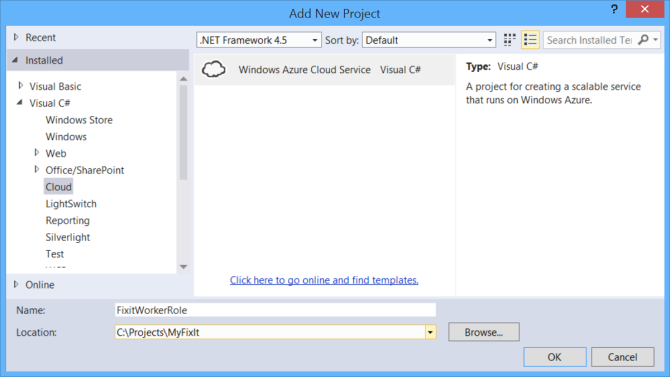 Add New Project
?
Recent
.NET Framework 4.5
Sort by:
Default
Installed
Visual Basic
Visual C#
Windows Store
Windows
Web
Office/SharePoint
Cloud
LightSwitch
Reporting
Silverlight
Test
Online
Windows Azure Cloud Service
Visual C#
Click here to go online and find templates.
Search Installed Te
Type: Visual C#
A project for creating a scalable service
that runs on Windows Azure.
Name:
FixitWorkerRole
Location:
C:\Projects\MyFixIt
Browse...
OK
Cancel